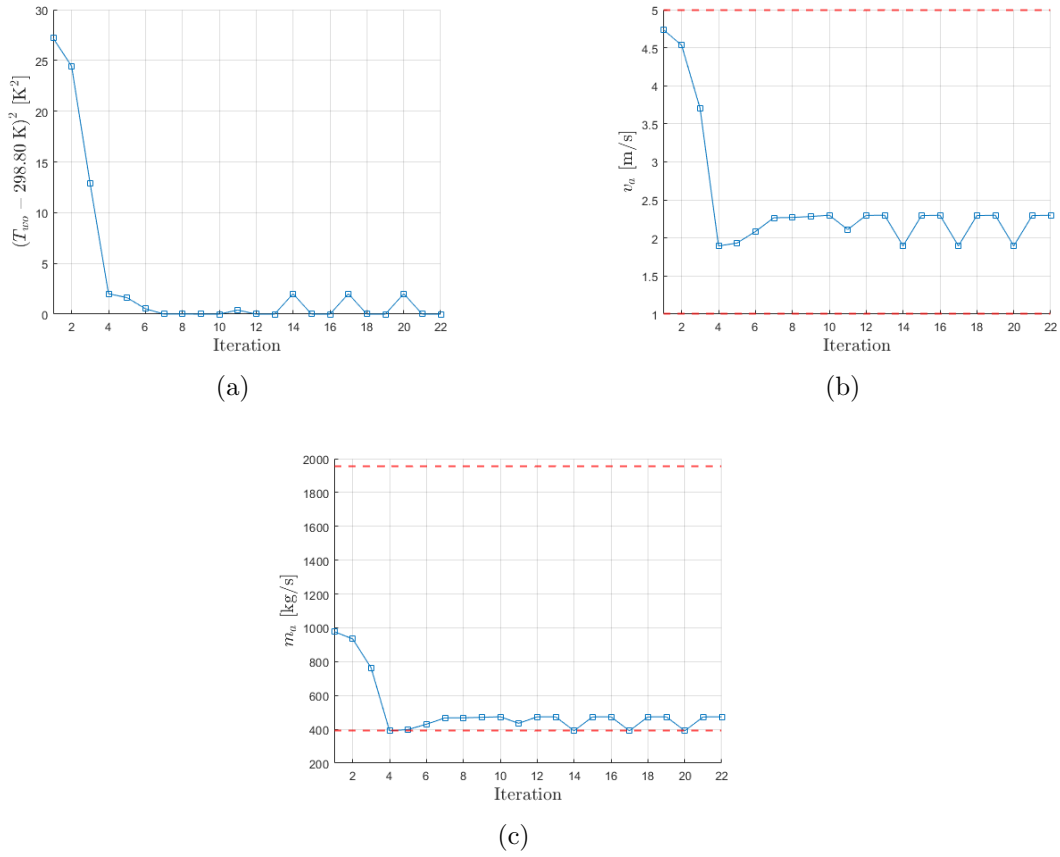 30
25
20
15
10
5
0
(T_{wo} − 298.80 K)^2 [K^2]
2 4 6 8 10 12 14 16 18 20 22
Iteration
(a)
5
4.5
4
3.5
3
2.5
2
1.5
1
v_a [m/s]
2 4 6 8 10 12 14 16 18 20 22
Iteration
(b)
2000
1800
1600
1400
1200
1000
800
600
400
200
m_a [kg/s]
2 4 6 8 10 12 14 16 18 20 22
Iteration
(c)